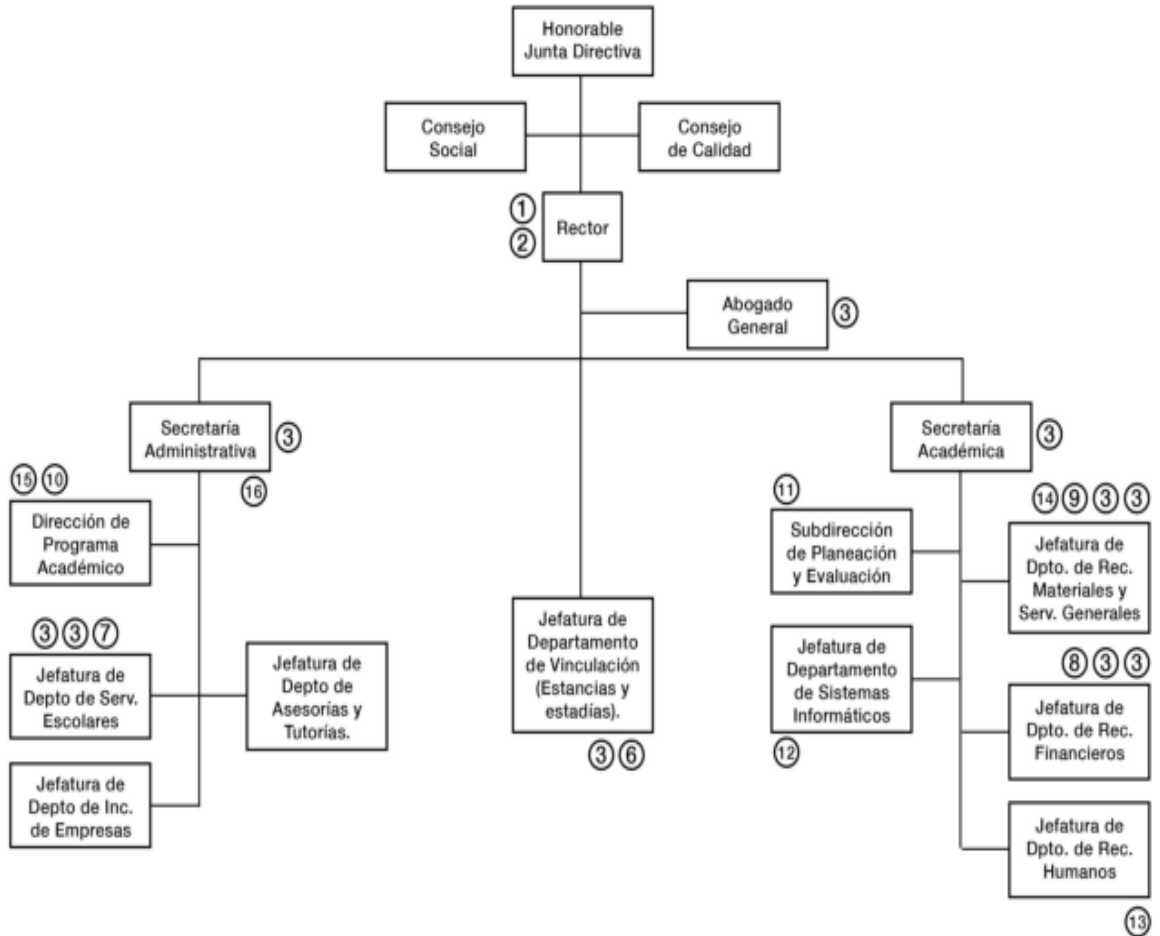 Honorable
Junta Directiva
Consejo
Social
Consejo
de Calidad
1
2
Rector
Abogado
General
3
Secretaría
Administrativa
3
16
Secretaría
Académica
3
15 10
Dirección de
Programa
Académico
3 3 7
Jefatura de
Depto de Serv.
Escolares
Jefatura de
Depto de
Asesorías y
Tutorías.
Jefatura de
Depto de Inc.
de Empresas
Jefatura de
Departamento
de Vinculación
(Estancias y
estadías).
3 6
11
Subdirección
de Planeación
y Evaluación
Jefatura de
Departamento
de Sistemas
Informáticos
12
14 9 3 3
Jefatura de
Dpto. de Rec.
Materiales y
Serv. Generales
8 3 3
Jefatura de
Dpto. de Rec.
Financieros
Jefatura de
Dpto. de Rec.
Humanos
13